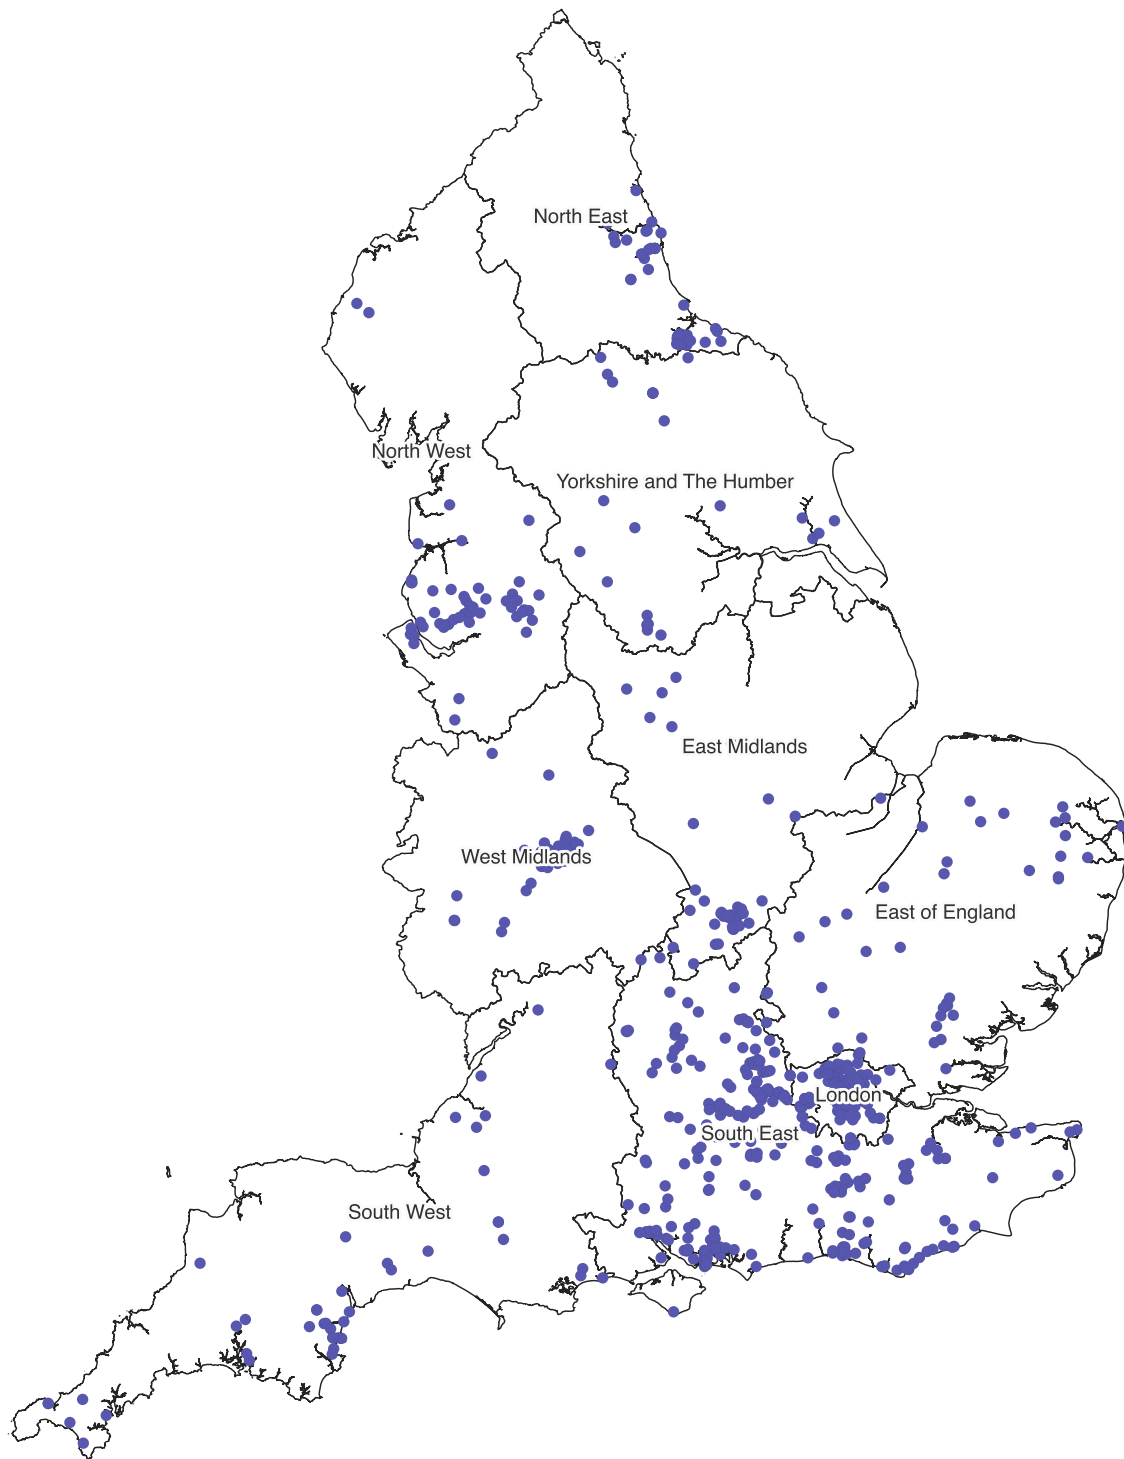 North East
North West
Yorkshire and The Humber
East Midlands
West Midlands
East of England
London
South East
South West